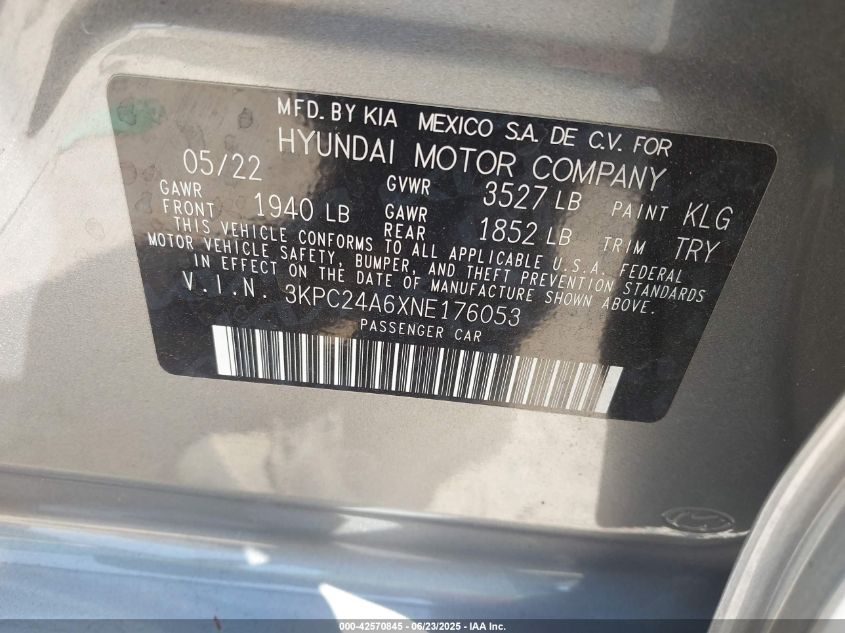 MFD. BY KIA MEXICO S.A. DE C.V. FOR
HYUNDAI MOTOR COMPANY
05/22 GVWR 3527 LB PAINT KLG
GAWR FRONT 1940 LB GAWR REAR 1852 LB TRIM TRY
THIS VEHICLE CONFORMS TO ALL APPLICABLE U.S.A. FEDERAL
MOTOR VEHICLE SAFETY, BUMPER, AND THEFT PREVENTION STANDARDS
IN EFFECT ON THE DATE OF MANUFACTURE SHOWN ABOVE.
V.I.N. 3KPC24A6XNE176053
PASSENGER CAR
000-42570845 - 06/23/2025 - IAA Inc.